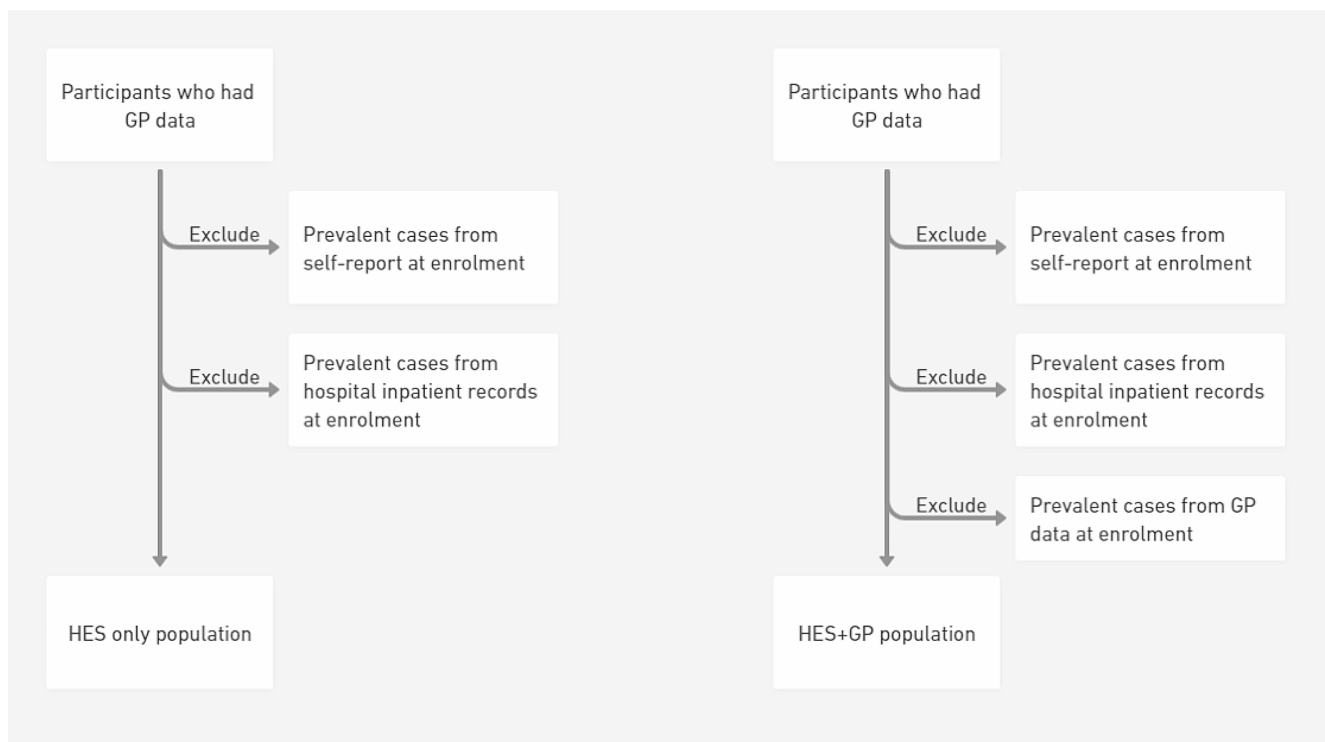 Participants who had
GP data
Exclude
Prevalent cases from
self-report at enrolment
Exclude
Prevalent cases from
hospital inpatient records
at enrolment
HES only population
Participants who had
GP data
Exclude
Prevalent cases from
self-report at enrolment
Exclude
Prevalent cases from
hospital inpatient records
at enrolment
Exclude
Prevalent cases from GP
data at enrolment
HES+GP population